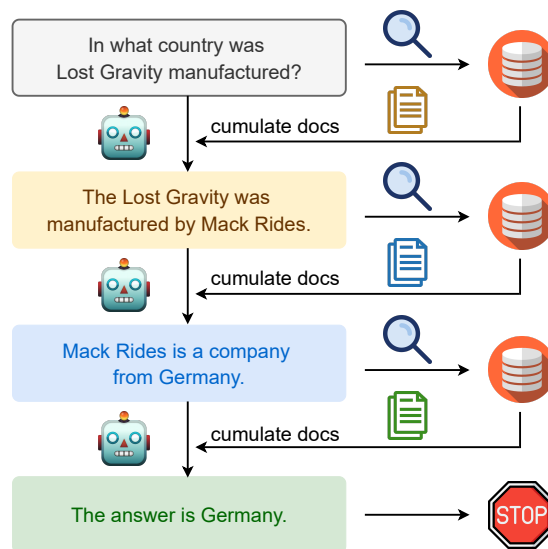 In what country was
Lost Gravity manufactured?
cumulate docs
The Lost Gravity was
manufactured by Mack Rides.
cumulate docs
Mack Rides is a company
from Germany.
cumulate docs
The answer is Germany.
STOP